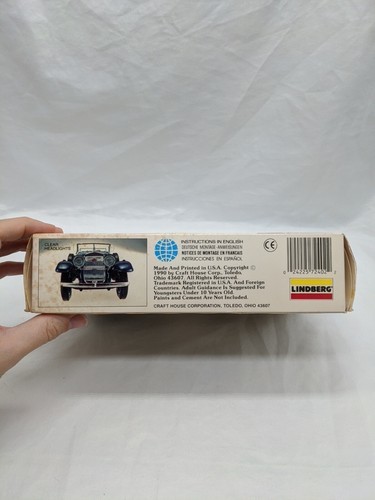 CLEAR
HEADLIGHTS
INSTRUCTIONS IN ENGLISH
DEUTSCHE MONTAGE-ANWEISUNGEN
NOTICES DE MONTAGE EN FRANCAIS
INSTRUCCIONES EN ESPAÑOL
Made And Printed in U.S.A. Copyright ©
1990 by Craft House Corp., Toledo,
Ohio 43607. All Rights Reserved.
Trademark Registered in U.S.A. And Foreign
Countries. Adult Guidance Is Suggested For
Youngsters Under 10 Years Old.
Paints and Cement Are Not Included.
CRAFT HOUSE CORPORATION, TOLEDO, OHIO 43607
CE
LINDBERG